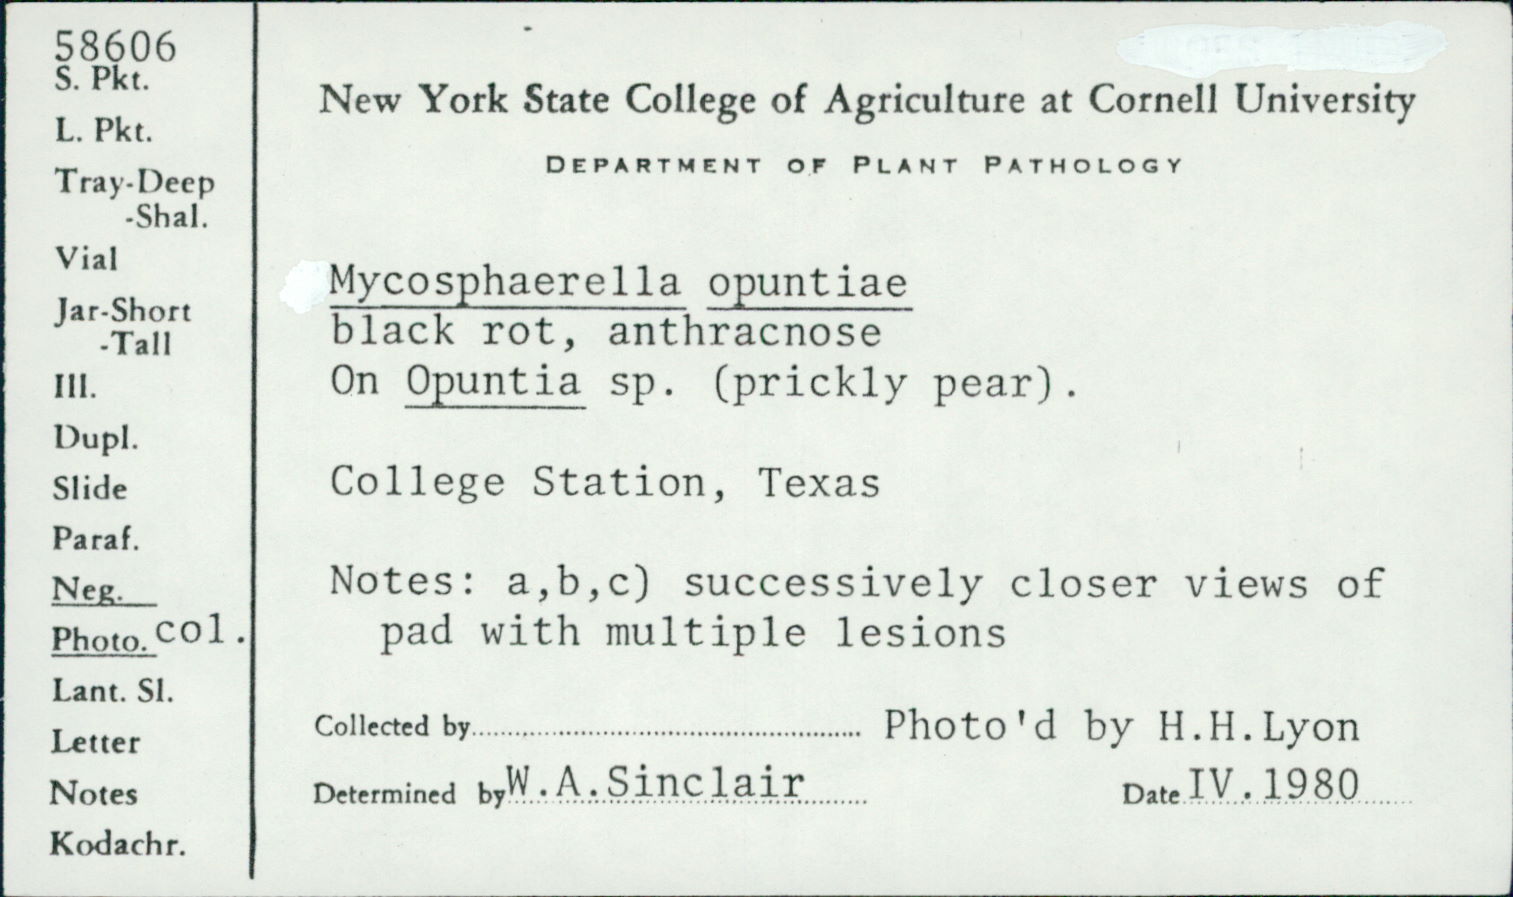 58606
S. Pkt.
L. Pkt.
Tray-Deep
-Shal.
Vial
Jar-Short
-Tall
Ill.
Dupl.
Slide
Paraf.
Neg.
Photo. col.
Lant. Sl.
Letter
Notes
Kodachr.
New York State College of Agriculture at Cornell University
DEPARTMENT OF PLANT PATHOLOGY
Mycosphaerella opuntiae
black rot, anthracnose
On Opuntia sp. (prickly pear).
College Station, Texas
Notes: a,b,c) successively closer views of
pad with multiple lesions
Collected by Photo'd by H.H.Lyon
Determined by W.A.Sinclair Date IV.1980